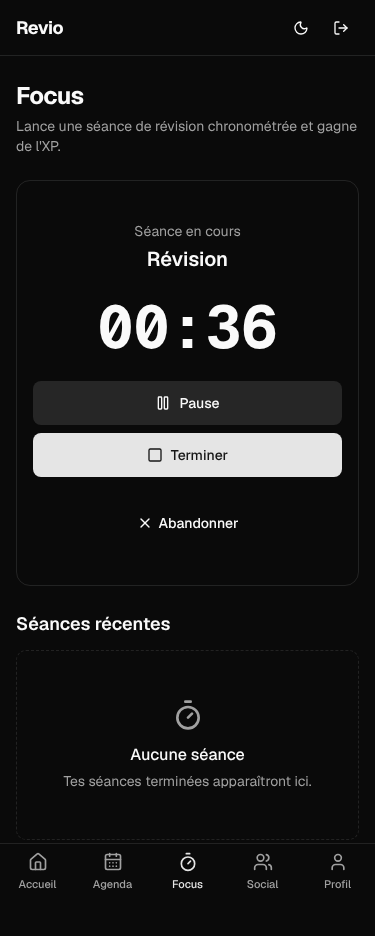 Revio
Focus
Lance une séance de révision chronométrée et gagne
de l'XP.
Séance en cours
Révision
00:36
Pause
Terminer
Abandonner
Séances récentes
Aucune séance
Tes séances terminées apparaîtront ici.
Accueil
Agenda
Focus
Social
Profil